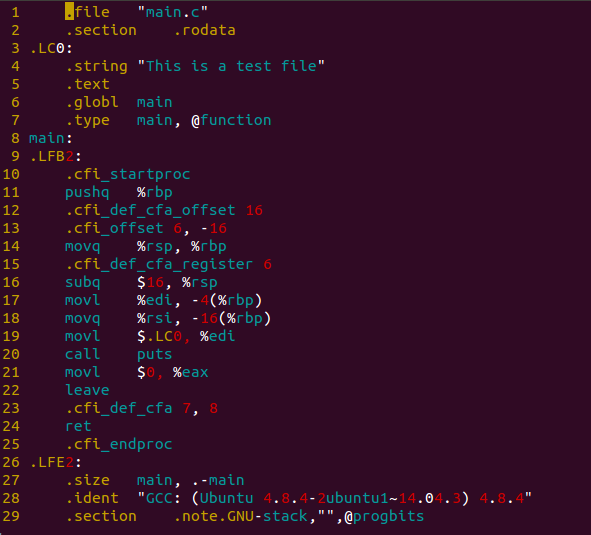 1 .file "main.c"
2 .section .rodata
3 .LC0:
4 .string "This is a test file"
5 .text
6 .globl main
7 .type main, @function
8 main:
9 .LFB2:
10 .cfi_startproc
11 pushq %rbp
12 .cfi_def_cfa_offset 16
13 .cfi_offset 6, -16
14 movq %rsp, %rbp
15 .cfi_def_cfa_register 6
16 subq $16, %rsp
17 movl %edi, -4(%rbp)
18 movq %rsi, -16(%rbp)
19 movl $.LC0, %edi
20 call puts
21 movl $0, %eax
22 leave
23 .cfi_def_cfa 7, 8
24 ret
25 .cfi_endproc
26 .LFE2:
27 .size main, .-main
28 .ident "GCC: (Ubuntu 4.8.4-2ubuntu1~14.04.3) 4.8.4"
29 .section .note.GNU-stack,"",@progbits